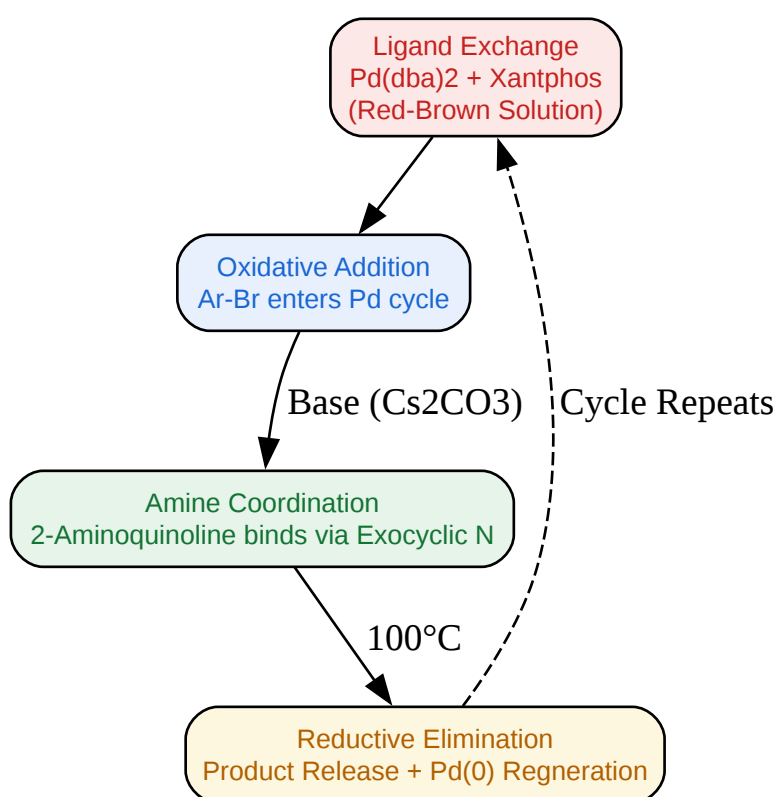 Ligand Exchange
Pd(dba)2 + Xantphos
(Red-Brown Solution)
Oxidative Addition
Ar-Br enters Pd cycle
Base (Cs2CO3)
Cycle Repeats
Amine Coordination
2-Aminoquinoline binds via Exocyclic N
100°C
Reductive Elimination
Product Release + Pd(0) Regneration